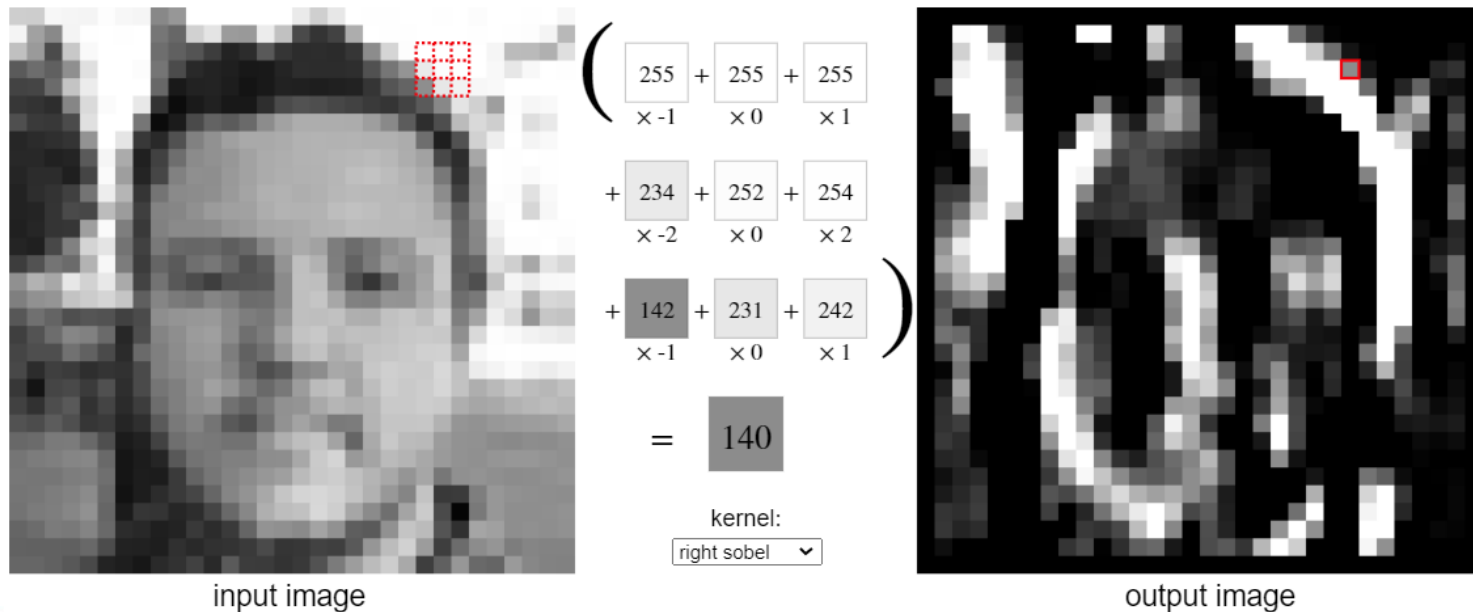 ( 255 + 255 + 255
× -1 × 0 × 1
+ 234 + 252 + 254
× -2 × 0 × 2
+ 142 + 231 + 242 )
× -1 × 0 × 1
= 140
kernel:
right sobel
input image
output image